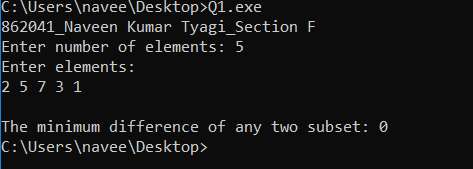 C:\Users\navee\Desktop>Q1.exe
862041_Naveen Kumar Tyagi_Section F
Enter number of elements: 5
Enter elements:
2 5 7 3 1
The minimum difference of any two subset: 0
C:\Users\navee\Desktop>